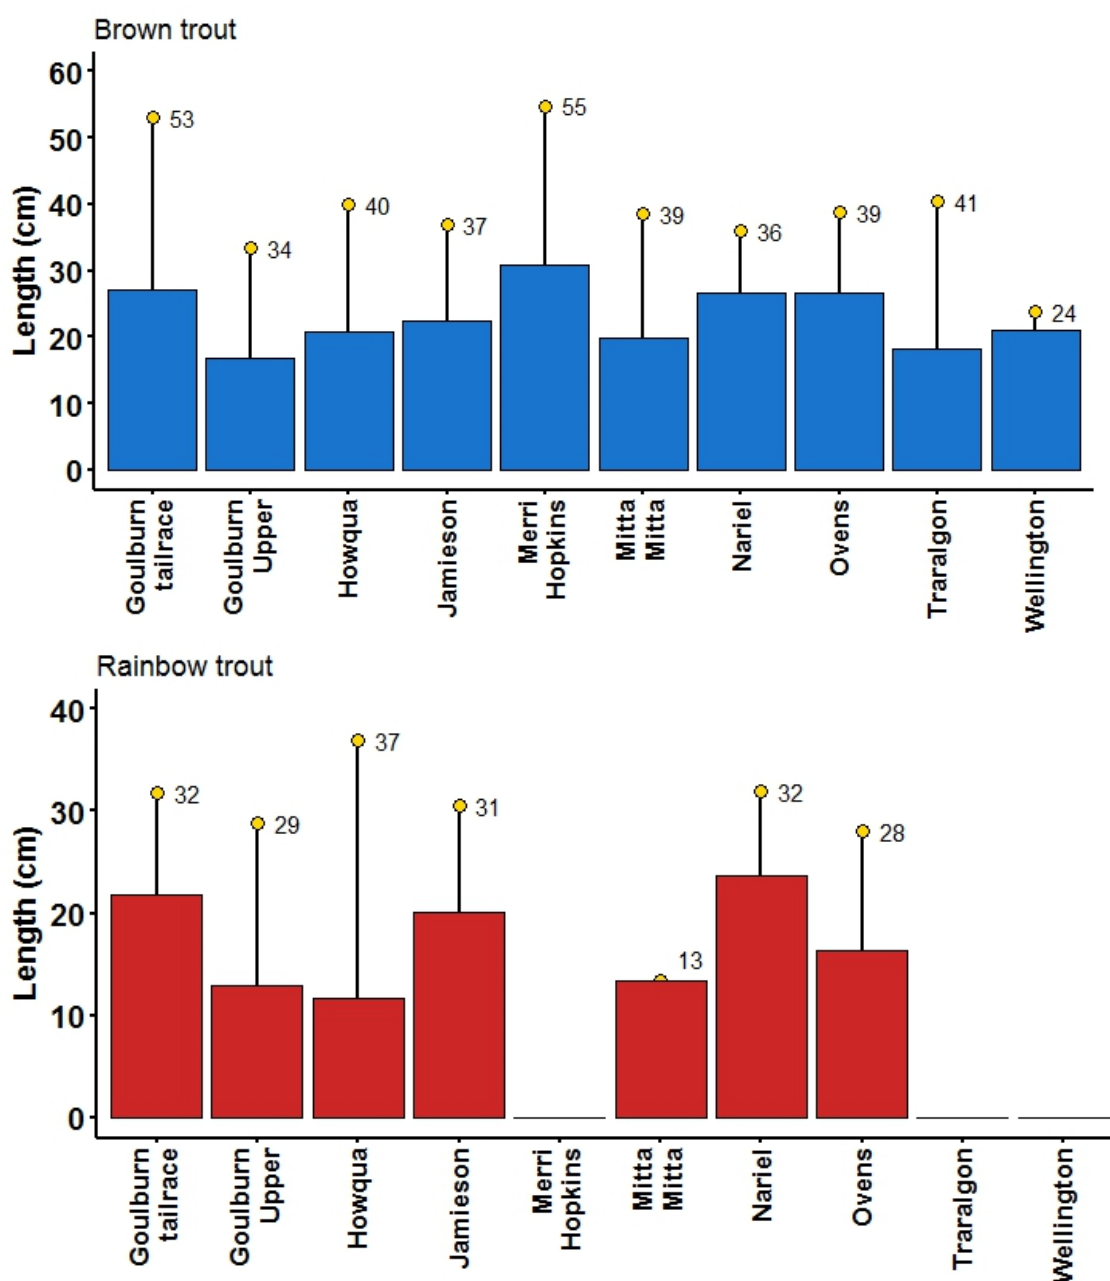 Brown trout
Length (cm)
60
50
40
30
20
10
0
53
34
40
37
55
39
36
39
41
24
Goulburn
tailrace
Goulburn
Upper
Howqua
Jamieson
Merri
Hopkins
Mitta
Mitta
Nariel
Ovens
Traralgon
Wellington
Rainbow trout
Length (cm)
40
30
20
10
0
32
29
37
31
13
32
28
Goulburn
tailrace
Goulburn
Upper
Howqua
Jamieson
Merri
Hopkins
Mitta
Mitta
Nariel
Ovens
Traralgon
Wellington